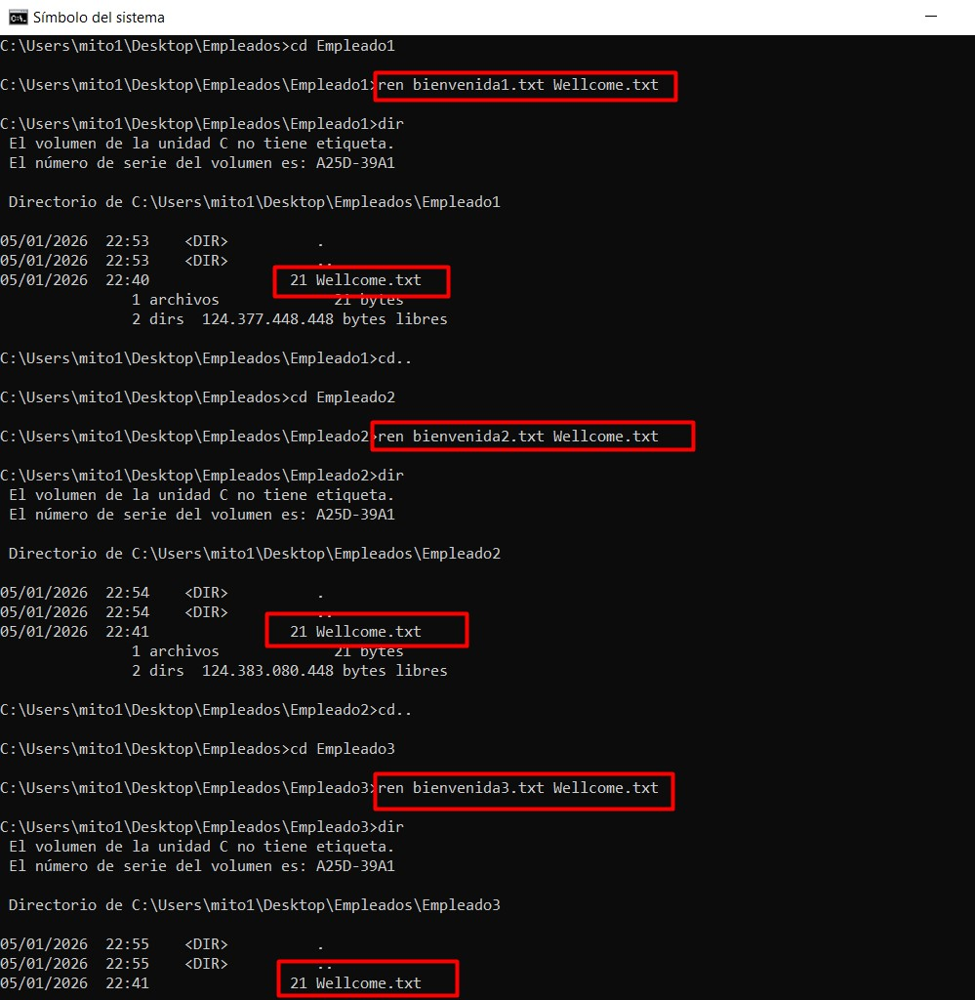 Símbolo del sistema
C:\Users\mito1\Desktop\Empleados>cd Empleado1
C:\Users\mito1\Desktop\Empleados\Empleado1>ren bienvenida1.txt Wellcome.txt
C:\Users\mito1\Desktop\Empleados\Empleado1>dir
El volumen de la unidad C no tiene etiqueta.
El número de serie del volumen es: A25D-39A1
Directorio de C:\Users\mito1\Desktop\Empleados\Empleado1
05/01/2026 22:53 <DIR> .
05/01/2026 22:53 <DIR> ..
05/01/2026 22:40 21 Wellcome.txt
1 archivos 21 bytes
2 dirs 124.377.448.448 bytes libres
C:\Users\mito1\Desktop\Empleados\Empleado1>cd..
C:\Users\mito1\Desktop\Empleados>cd Empleado2
C:\Users\mito1\Desktop\Empleados\Empleado2>ren bienvenida2.txt Wellcome.txt
C:\Users\mito1\Desktop\Empleados\Empleado2>dir
El volumen de la unidad C no tiene etiqueta.
El número de serie del volumen es: A25D-39A1
Directorio de C:\Users\mito1\Desktop\Empleados\Empleado2
05/01/2026 22:54 <DIR> .
05/01/2026 22:54 <DIR> ..
05/01/2026 22:41 21 Wellcome.txt
1 archivos 21 bytes
2 dirs 124.383.080.448 bytes libres
C:\Users\mito1\Desktop\Empleados\Empleado2>cd..
C:\Users\mito1\Desktop\Empleados>cd Empleado3
C:\Users\mito1\Desktop\Empleados\Empleado3>ren bienvenida3.txt Wellcome.txt
C:\Users\mito1\Desktop\Empleados\Empleado3>dir
El volumen de la unidad C no tiene etiqueta.
El número de serie del volumen es: A25D-39A1
Directorio de C:\Users\mito1\Desktop\Empleados\Empleado3
05/01/2026 22:55 <DIR> .
05/01/2026 22:55 <DIR> ..
05/01/2026 22:41 21 Wellcome.txt